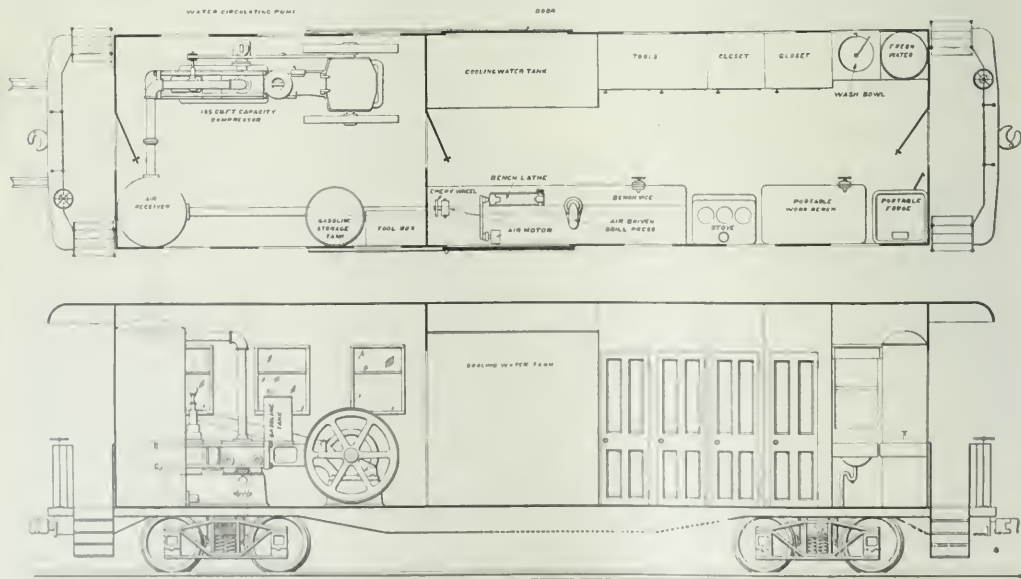 WATER CIRCULATING PUMP
DOOR
COOLING WATER TANK
TOOLS
CLOSET
CLOSET
FRESH
WATER
WASH BOWL
CU.FT CAPACITY
COMPRESSOR
AIR
RECEIVER
GASOLINE
STORAGE
TANK
TOOL BOX
EMERY WHEEL
BENCH LATHE
AIR MOTOR
BENCH VICE
AIR DRIVEN
DRILL PRESS
STOVE
PORTABLE
WOOD BENCH
PORTABLE
FORGE
GASOLINE
TANK
COOLING WATER TANK